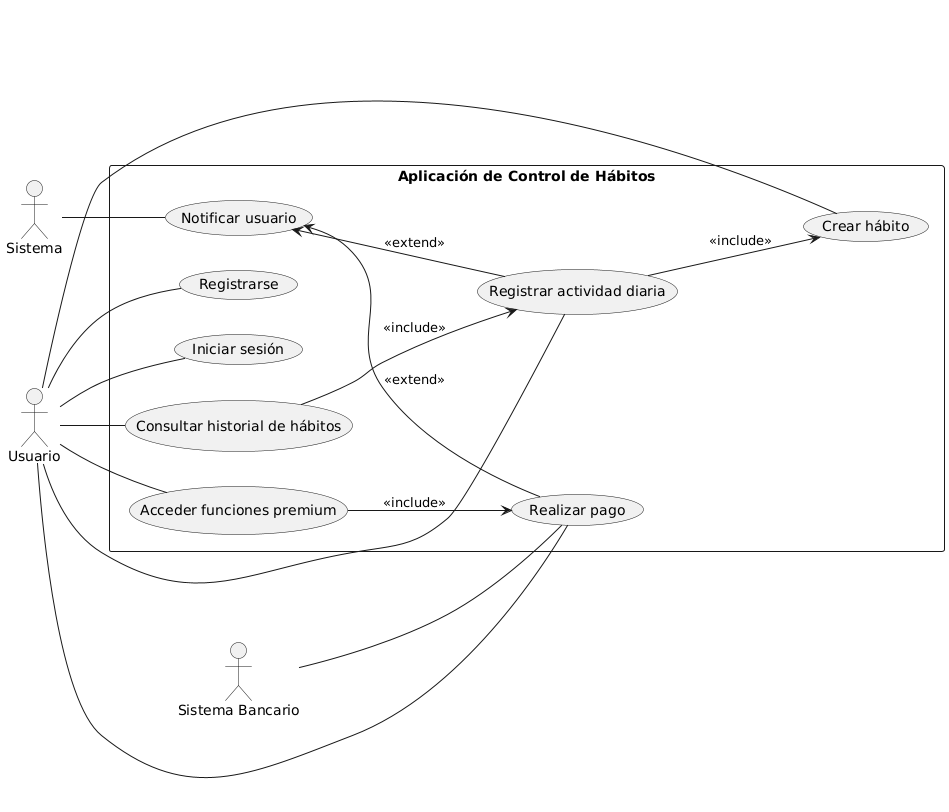 Aplicación de Control de Hábitos
Sistema
Notificar usuario
Crear hábito
«extend»
«include»
Registrarse
Registrar actividad diaria
«include»
Iniciar sesión
«extend»
Usuario
Consultar historial de hábitos
Acceder funciones premium
«include»
Realizar pago
Sistema Bancario